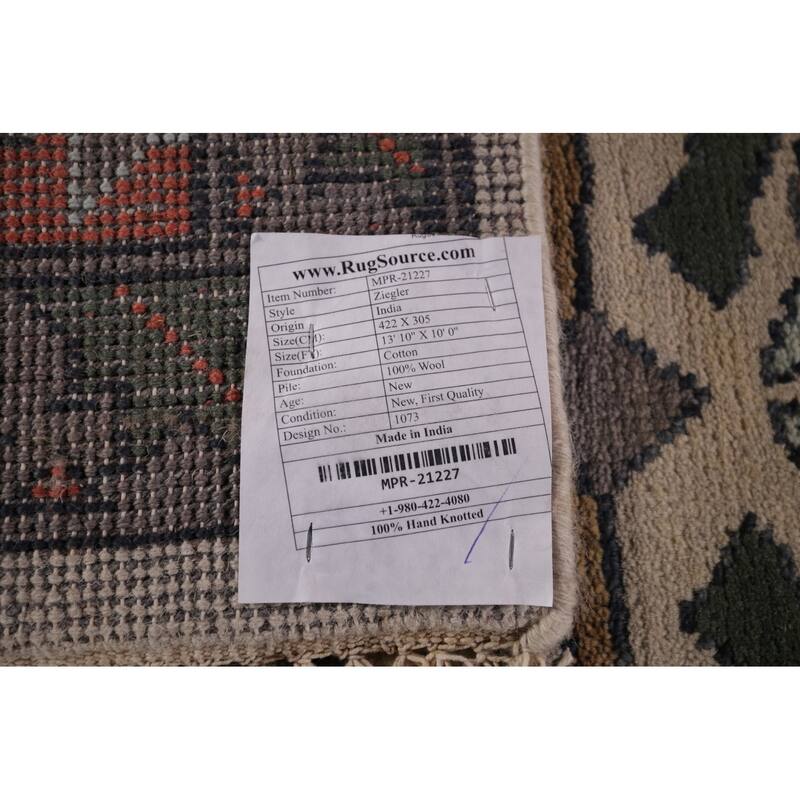 www.RugSource.com
Item Number: MPR-21227
Style Ziegler
Origin India
Size(CM): 422 X 305
Size(FT): 13' 10" X 10' 0"
Foundation: Cotton
Pile: 100% Wool
Age: New
Condition: New, First Quality
Design No.: 1073
Made in India
MPR-21227
+1-980-422-4080
100% Hand Knotted